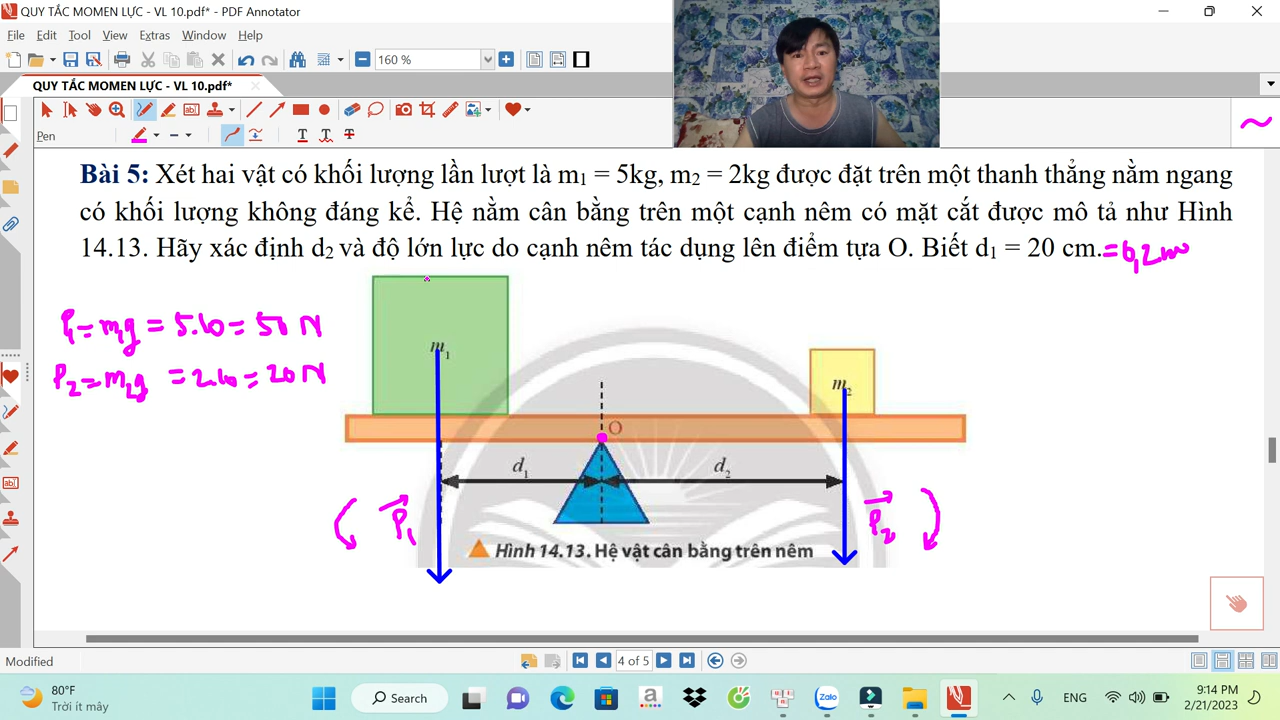 QUY TẮC MOMEN LỰC - VL 10.pdf* - PDF Annotator
File Edit Tool View Extras Window Help
160 %
QUY TẮC MOMEN LỰC - VL 10.pdf*
Pen
Bài 5: Xét hai vật có khối lượng lần lượt là m1 = 5kg, m2 = 2kg được đặt trên một thanh thẳng nằm ngang
có khối lượng không đáng kể. Hệ nằm cân bằng trên một cạnh nêm có mặt cắt được mô tả như Hình
14.13. Hãy xác định d2 và độ lớn lực do cạnh nêm tác dụng lên điểm tựa O. Biết d1 = 20 cm. = 0,2m
P1 = m1g = 5.10 = 50 N
m1
P2 = m2g = 2.10 = 20 N
m2
O
d1 d2
P1 P2
Hình 14.13. Hệ vật cân bằng trên nêm
4 of 5
Modified
80°F
Trời ít mây
Search
a
Zalo
ENG
9:14 PM
2/21/2023